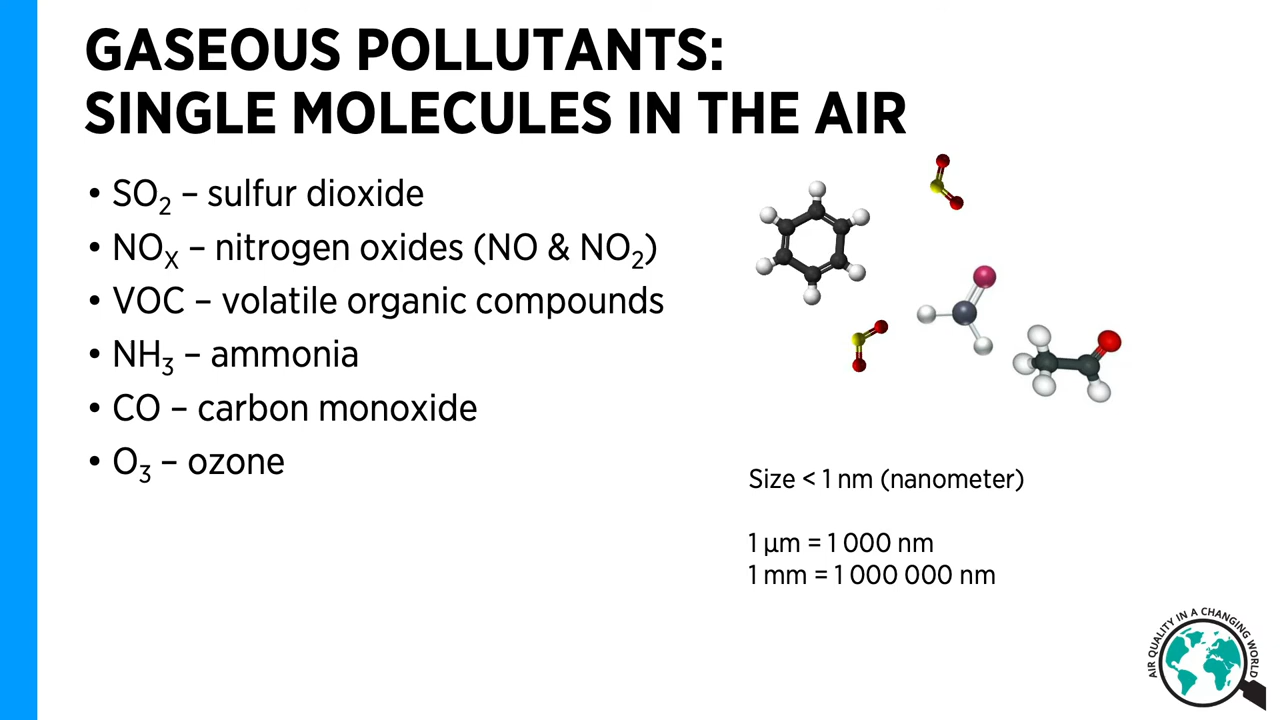 GASEOUS POLLUTANTS:
SINGLE MOLECULES IN THE AIR
• SO₂ – sulfur dioxide
• NOₓ – nitrogen oxides (NO & NO₂)
• VOC – volatile organic compounds
• NH₃ – ammonia
• CO – carbon monoxide
• O₃ – ozone
Size < 1 nm (nanometer)
1 µm = 1 000 nm
1 mm = 1 000 000 nm
AIR QUALITY IN A CHANGING WORLD